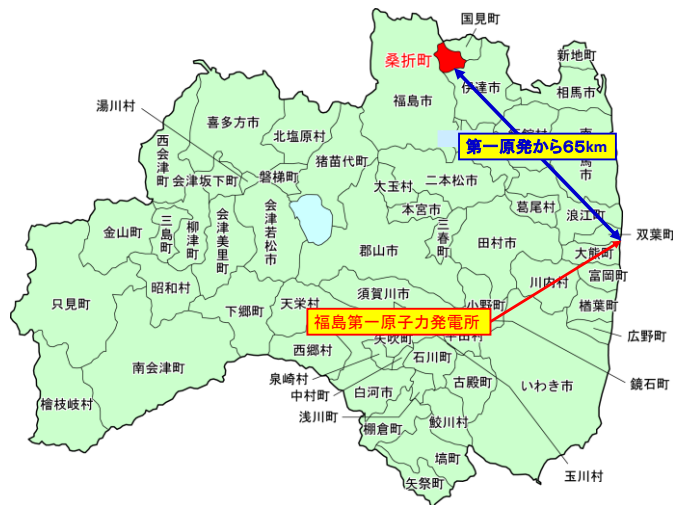 国見町
桑折町
新地町
伊達市
相馬市
福島市
湯川村
喜多方市
北塩原村
第一原発から65km
西会津町
猪苗代町
会津坂下町
磐梯町
大玉村
二本松市
葛尾村
浪江町
本宮市
会津若松市
三春町
双葉町
金山町
三島町
柳津町
会津美里町
郡山市
田村市
大熊町
富岡町
川内村
昭和村
只見町
下郷町
天栄村
須賀川市
小野町
楢葉町
福島第一原子力発電所
広野町
西郷村
矢吹町
石川町
南会津町
泉崎村
中村町
白河市
古殿町
いわき市
鏡石町
檜枝岐村
浅川町
棚倉町
鮫川村
塙町
玉川村
矢祭町